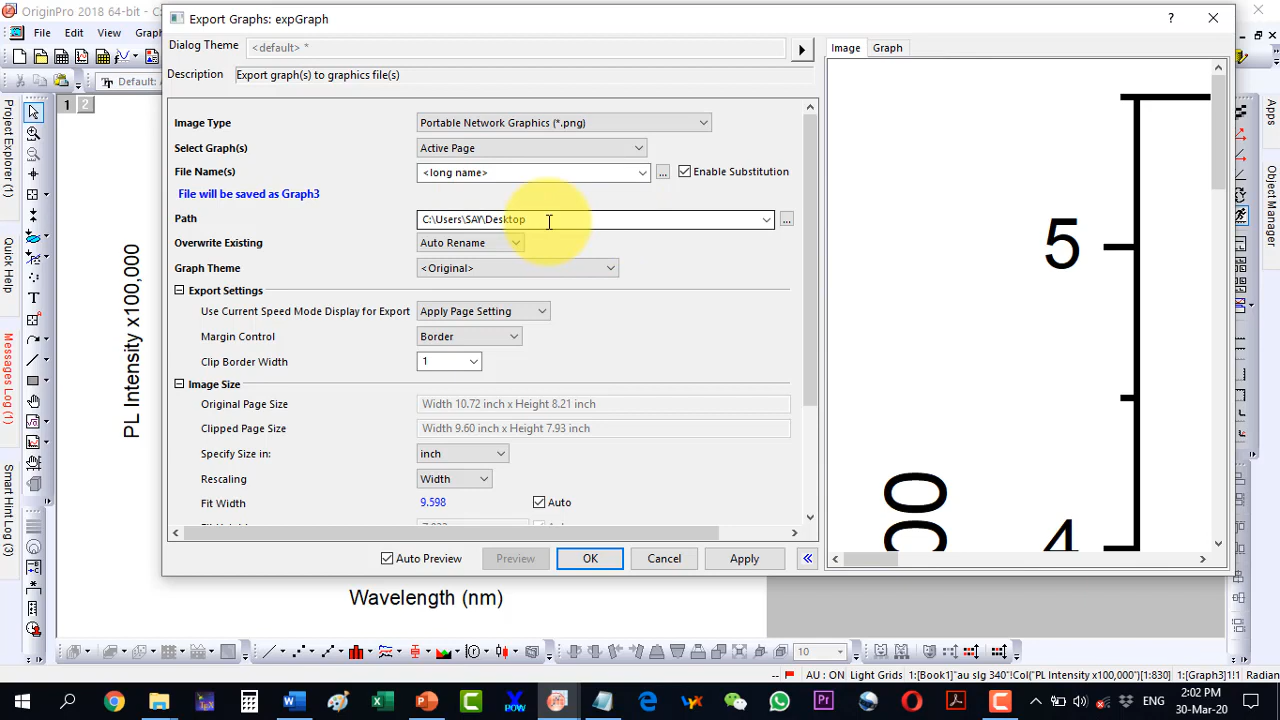 OriginPro 2018 64-bit - C
File Edit View Graph
Default:
Project Explorer (1)
Messages Log (1)
Smart Hint Log (3)
1 2
PL Intensity x100,000
Wavelength (nm)
Export Graphs: expGraph
? ×
Dialog Theme <default> *
Description Export graph(s) to graphics file(s)
Image Type Portable Network Graphics (*.png)
Select Graph(s) Active Page
File Name(s) <long name> ... Enable Substitution
File will be saved as Graph3
Path C:\Users\SAY\Desktop ...
Overwrite Existing Auto Rename
Graph Theme <Original>
Export Settings
Use Current Speed Mode Display for Export Apply Page Setting
Margin Control Border
Clip Border Width 1
Image Size
Original Page Size Width 10.72 inch x Height 8.21 inch
Clipped Page Size Width 9.60 inch x Height 7.93 inch
Specify Size in: inch
Rescaling Width
Fit Width 9.598 Auto
Auto Preview Preview OK Cancel Apply
Image Graph
5
4
00
Apps
Object Manager
10
-- AU : ON Light Grids 1:[Book1]"au slg 340"!Col("PL Intensity x100,000")[1:830] 1:[Graph3]1!1 Radian
ENG
2:02 PM
30-Mar-20